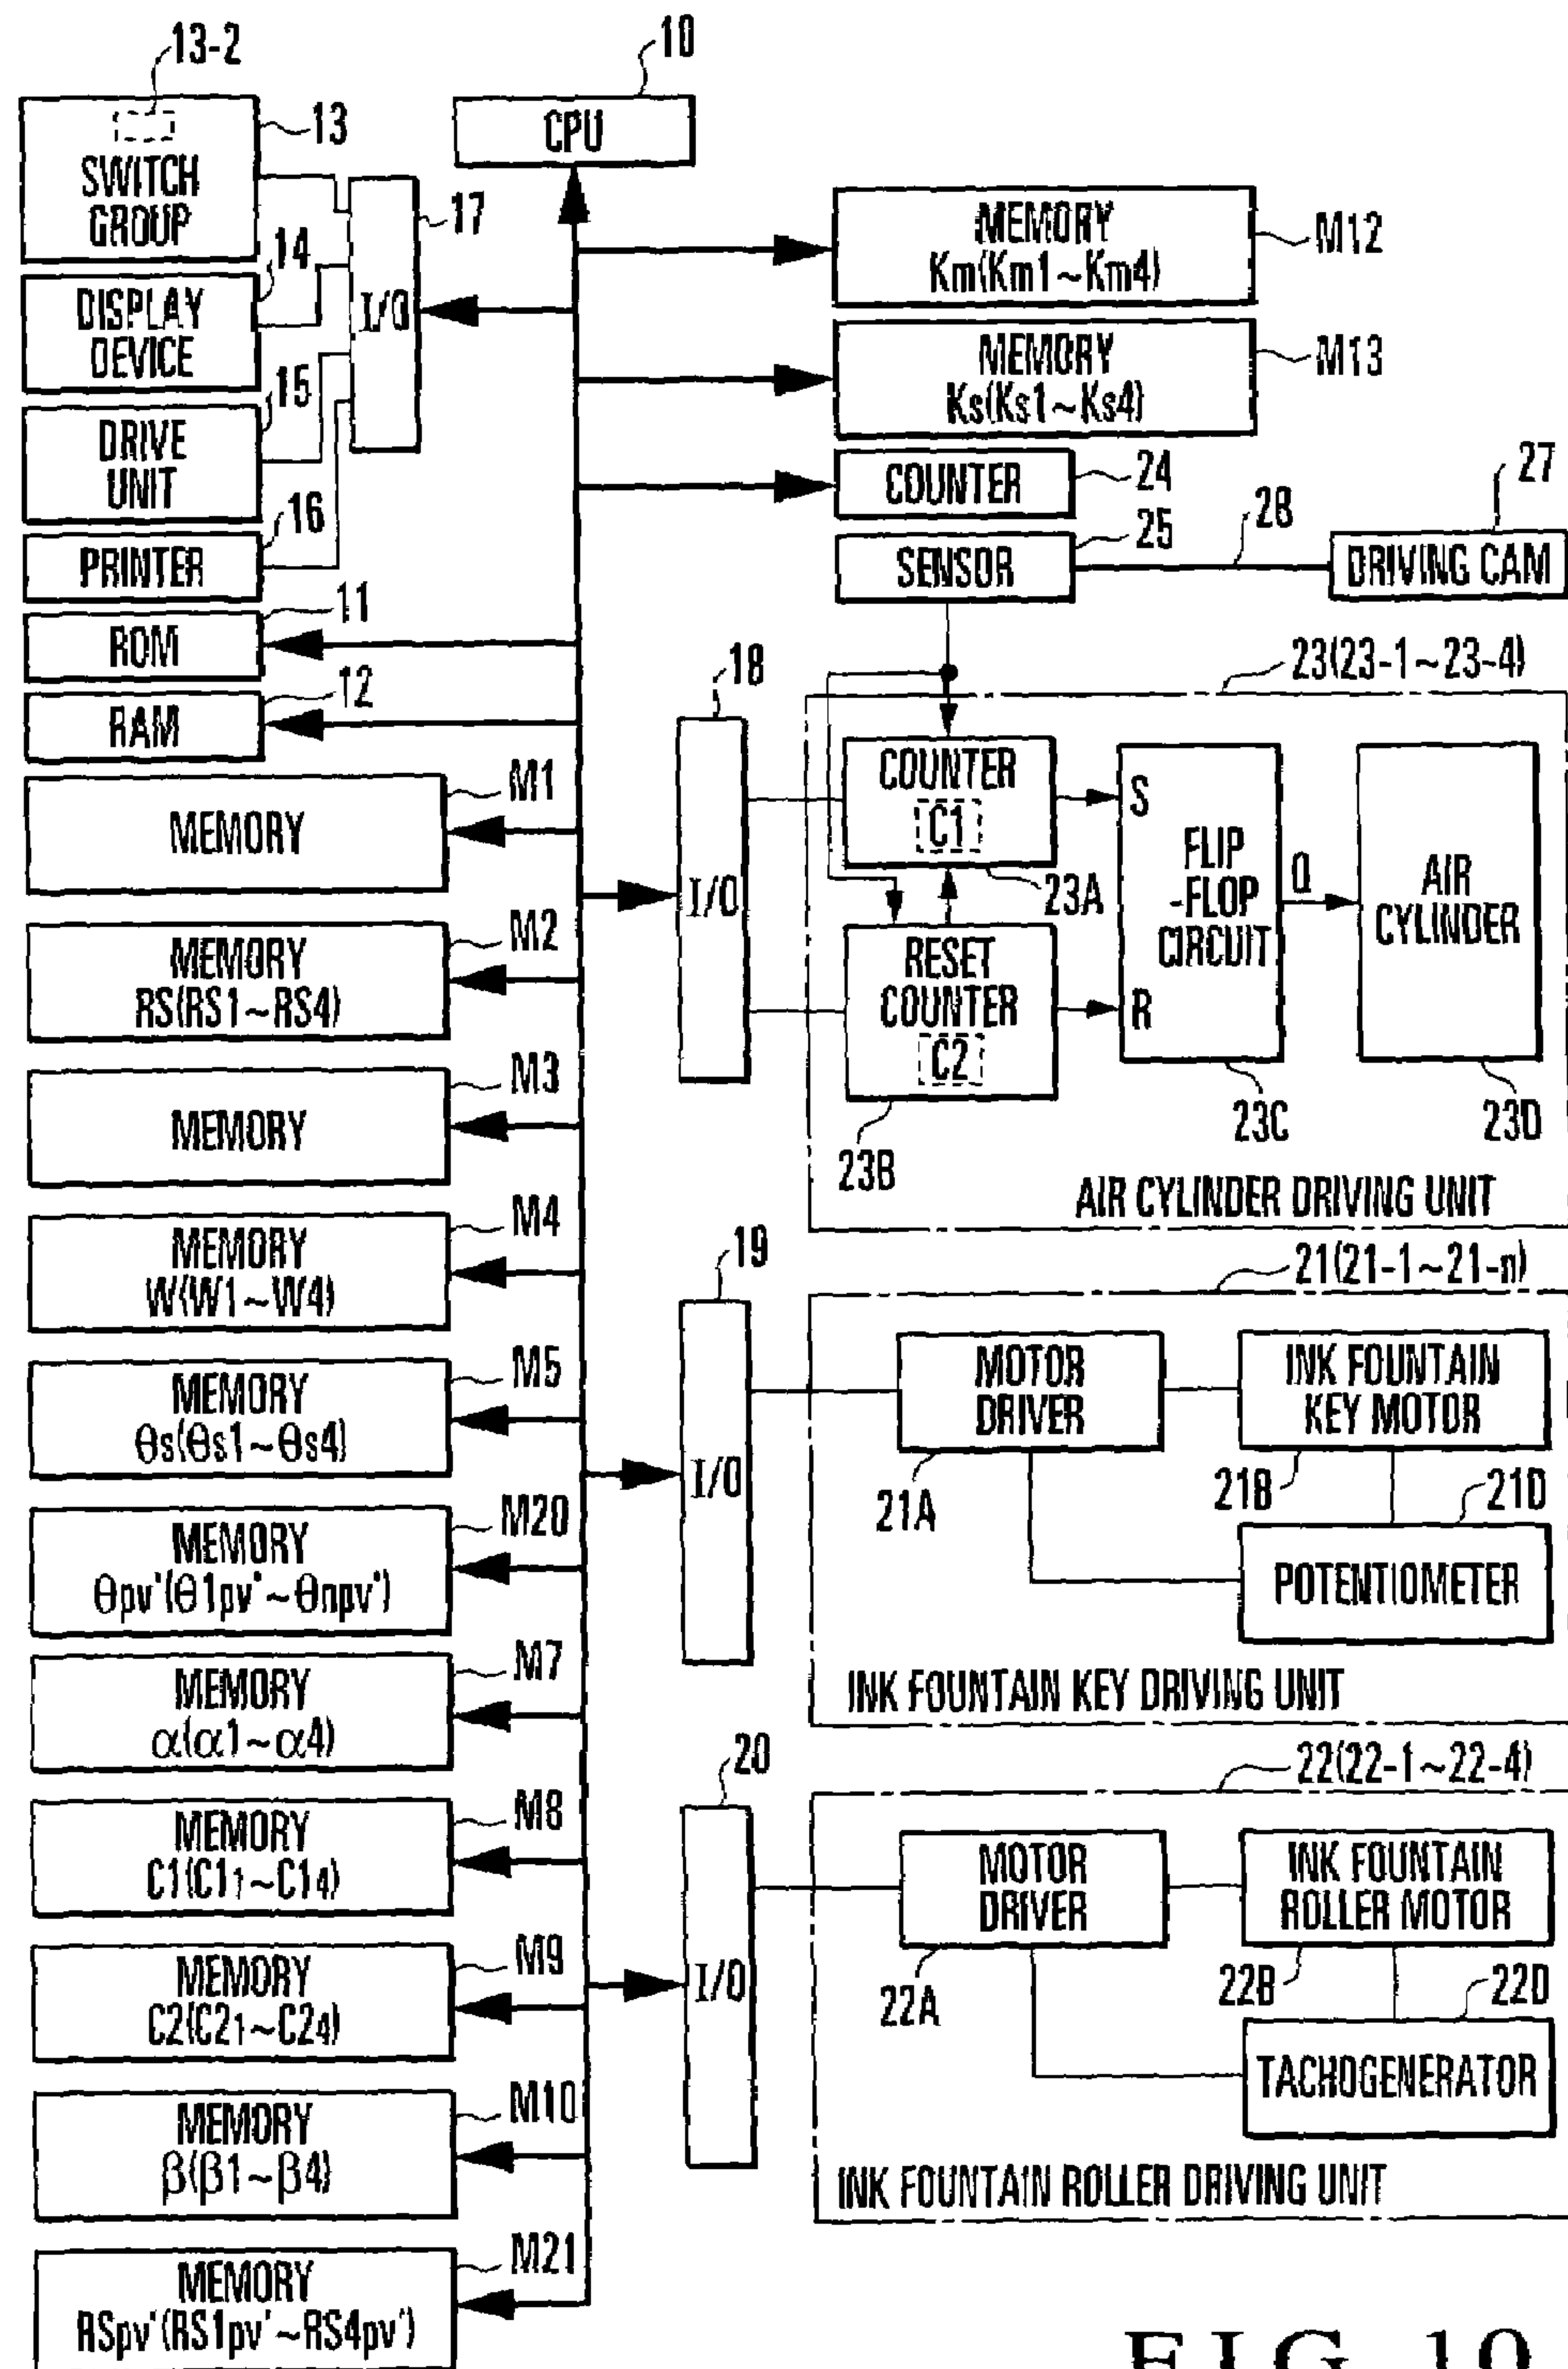 13-2
13
SWITCH
GROUP
10
CPU
17
I/O
14
DISPLAY
DEVICE
15
DRIVE
UNIT
16
PRINTER
11
ROM
12
RAM
M1
MEMORY
M2
MEMORY
RS(RS1~RS4)
M3
MEMORY
M4
MEMORY
W(W1~W4)
M5
MEMORY
θs(θs1~θs4)
M20
MEMORY
θpv'(θ1pv'~θnpv')
M7
MEMORY
α(α1~α4)
M8
MEMORY
C1(C11~C14)
M9
MEMORY
C2(C21~C24)
M10
MEMORY
β(β1~β4)
M21
MEMORY
RSpv'(RS1pv'~RS4pv')
MEMORY
Km(Km1~Km4)
M12
MEMORY
Ks(Ks1~Ks4)
M13
COUNTER
24
SENSOR
25
28
27
DRIVING CAM
23(23-1~23-4)
18
I/O
COUNTER
C1
23A
RESET
COUNTER
C2
23B
S
R
FLIP
-FLOP
CIRCUIT
Q
23C
AIR
CYLINDER
23D
AIR CYLINDER DRIVING UNIT
21(21-1~21-n)
19
I/O
MOTOR
DRIVER
21A
INK FOUNTAIN
KEY MOTOR
21B
21D
POTENTIOMETER
INK FOUNTAIN KEY DRIVING UNIT
22(22-1~22-4)
20
I/O
MOTOR
DRIVER
22A
INK FOUNTAIN
ROLLER MOTOR
22B
22D
TACHOGENERATOR
INK FOUNTAIN ROLLER DRIVING UNIT